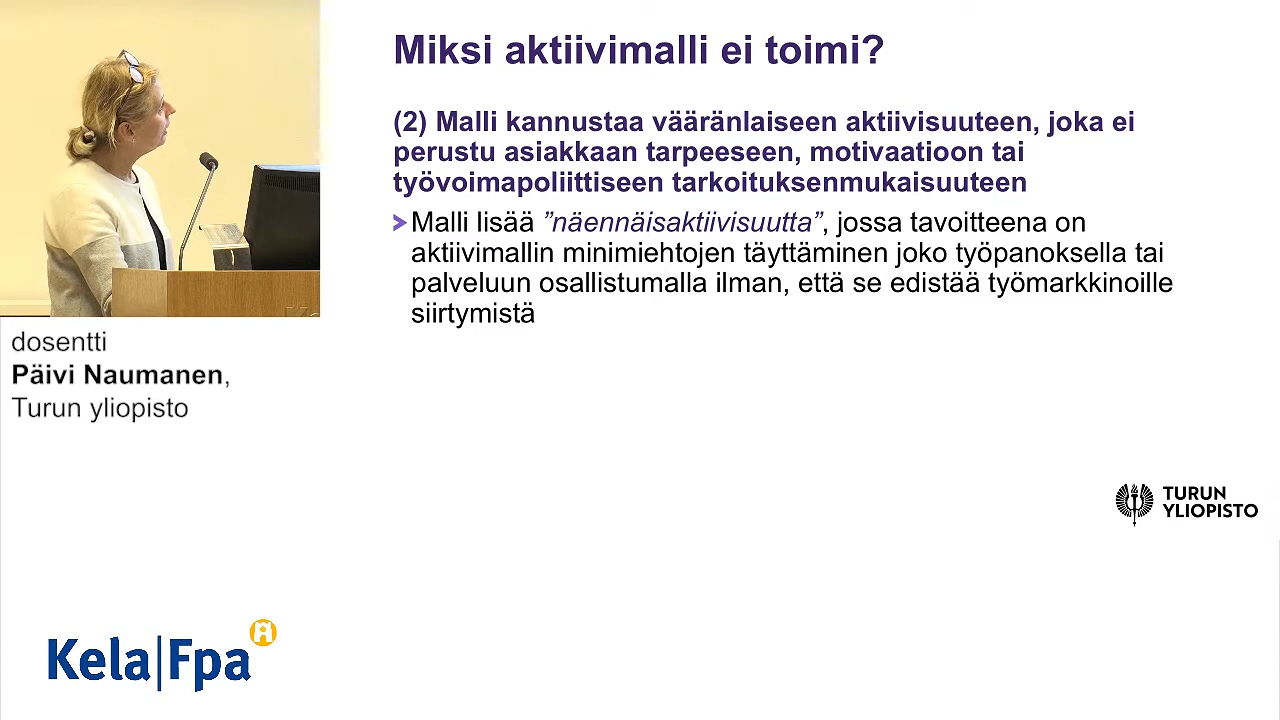 Miksi aktiivimalli ei toimi?
(2) Malli kannustaa vääränlaiseen aktiivisuuteen, joka ei
perustu asiakkaan tarpeeseen, motivaatioon tai
työvoimapoliittiseen tarkoituksenmukaisuuteen
> Malli lisää ”näennäisaktiivisuutta”, jossa tavoitteena on
aktiivimallin minimiehtojen täyttäminen joko työpanoksella tai
palveluun osallistumalla ilman, että se edistää työmarkkinoille
siirtymistä
dosentti
Päivi Naumanen,
Turun yliopisto
TURUN
YLIOPISTO
Kela|Fpa